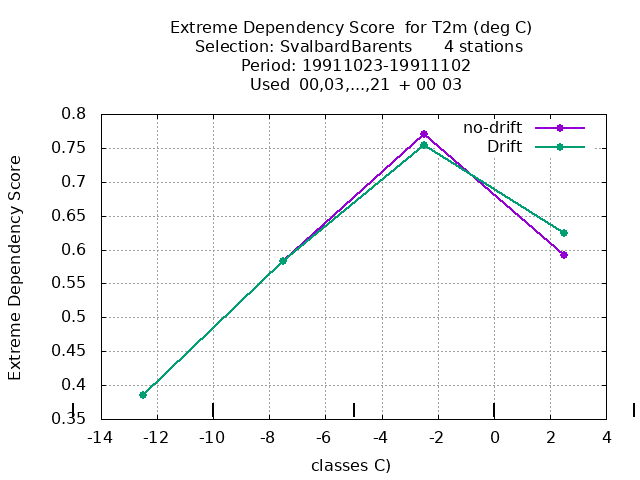 Extreme Dependency Score for T2m (deg C)
Selection: SvalbardBarents 4 stations
Period: 19911023-19911102
Used 00,03,...,21 + 00 03
no-drift
Drift
Extreme Dependency Score
0.8
0.75
0.7
0.65
0.6
0.55
0.5
0.45
0.4
0.35
-14 -12 -10 -8 -6 -4 -2 0 2 4
classes C)